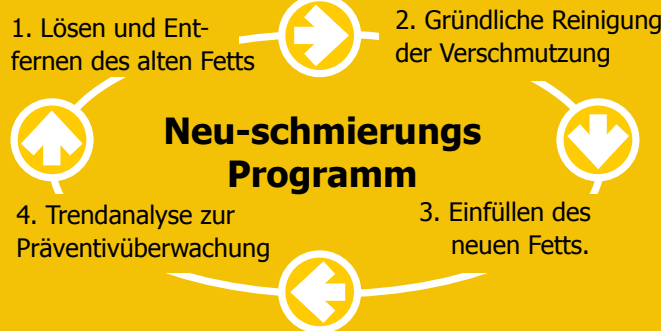 1. Lösen und Ent-
fernen des alten Fetts
2. Gründliche Reinigung
der Verschmutzung
Neu-schmierungs
Programm
3. Einfüllen des
neuen Fetts.
4. Trendanalyse zur
Präventivüberwachung